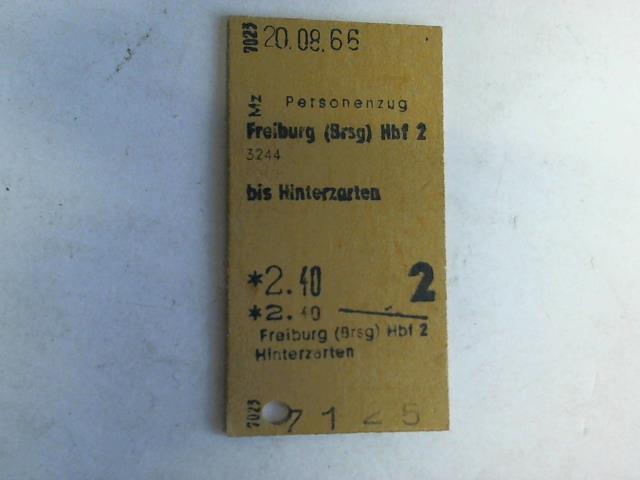 7023 20.08.66
Mz Personenzug
Freiburg (Brsg) Hbf 2
3244
bis Hinterzarten
*2.40 2
*2.40
Freiburg (Brsg) Hbf 2
Hinterzarten
7023 7125